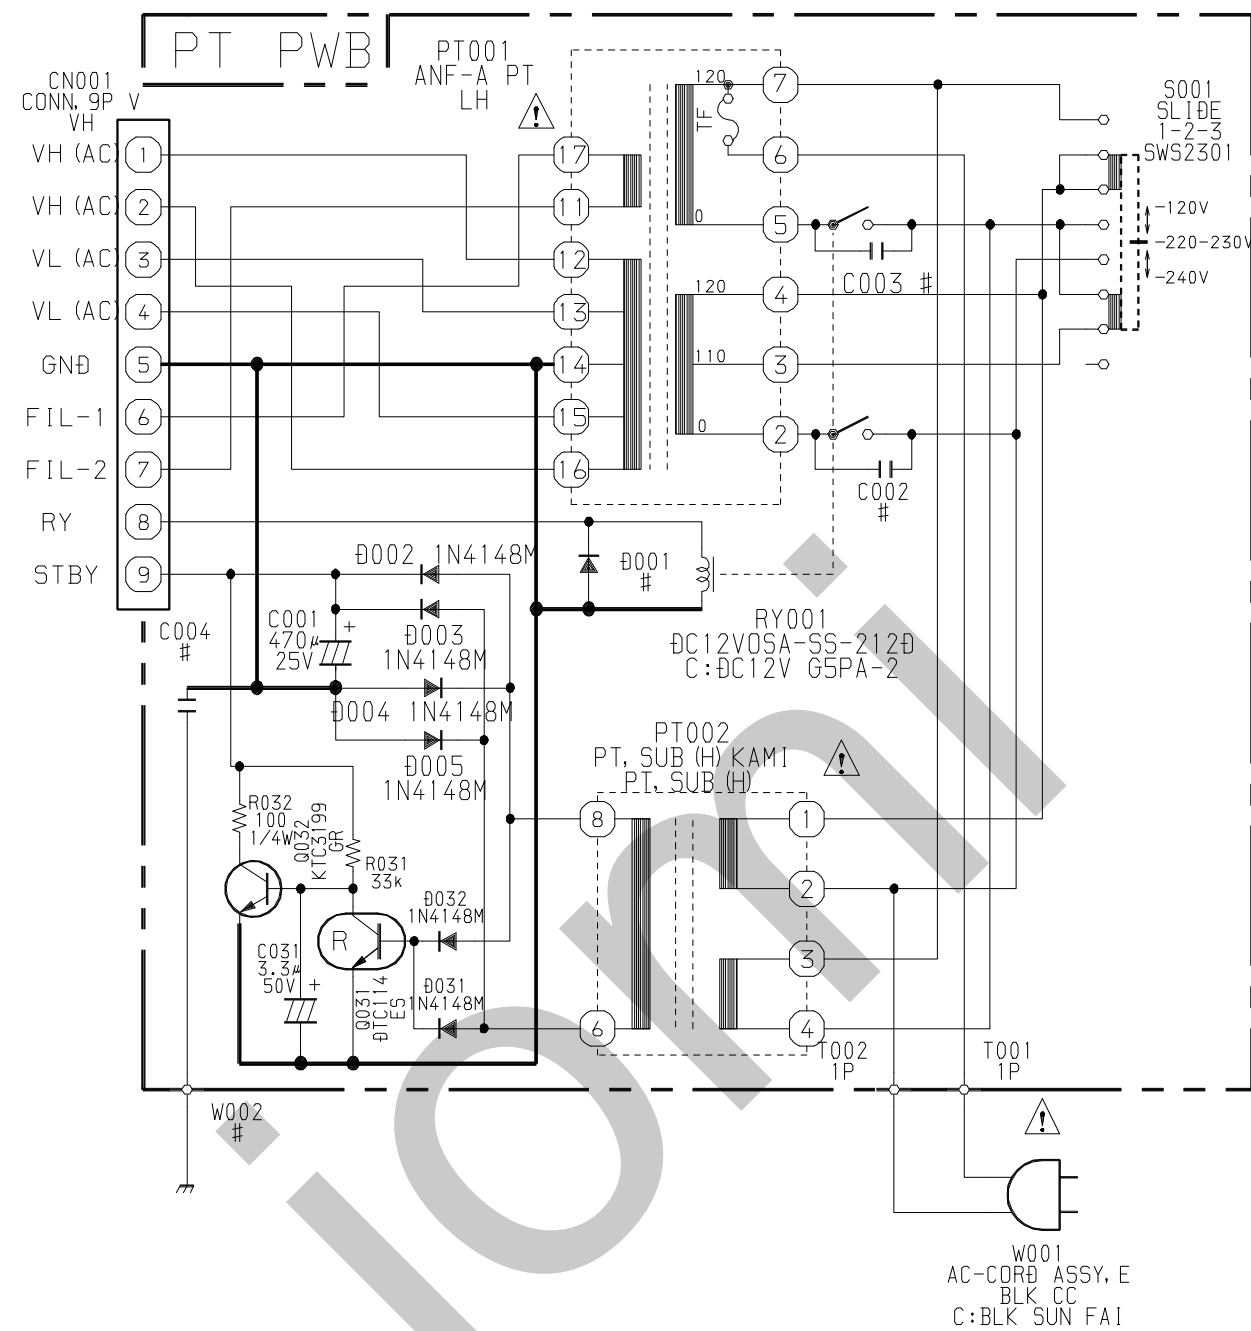 PT PWB
CN001
CONN, 9P V
VH
VH (AC) 1
VH (AC) 2
VL (AC) 3
VL (AC) 4
GND 5
FIL-1 6
FIL-2 7
RY 8
STBY 9
PT001
ANF-A PT
LH
17
11
12
13
14
15
16
120
TF
0
120
110
0
7
6
5
4
3
2
C003 #
C002
#
S001
SLIDE
1-2-3
SWS2301
-120V
-220-230V
-240V
D001
#
RY001
DC12VOSA-SS-212D
C:DC12V G5PA-2
D002 1N4148M
D003
1N4148M
D004 1N4148M
D005
1N4148M
C001
470µ
25V
+
C004
#
R032
100
1/4W
Q032
KTC3199
GR
R031
33k
C031
3.3µ
50V +
R
Q031
DTC114
ES
D032
1N4148M
D031
1N4148M
PT002
PT, SUB (H) KAMI
PT, SUB (H)
8
6
1
2
3
4
T002
1P
T001
1P
W002
#
W001
AC-CORD ASSY, E
BLK CC
C:BLK SUN FAI
iomi